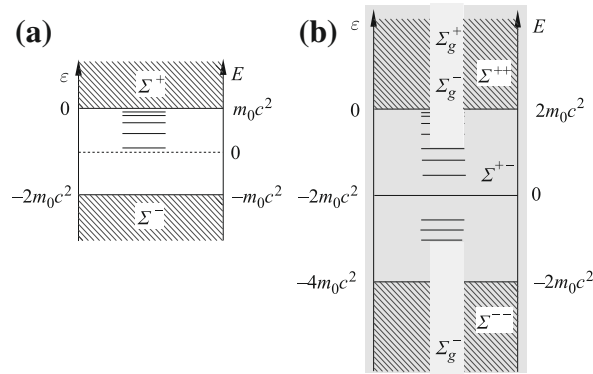 (a)
ε
E
Σ⁺
0
m₀c²
0
−2m₀c²
−m₀c²
Σ⁻
(b)
ε
E
Σg⁺
Σg⁻
Σ⁺⁺
0
2m₀c²
Σ⁺⁻
−2m₀c²
0
−4m₀c²
−2m₀c²
Σ⁻⁻
Σg⁻